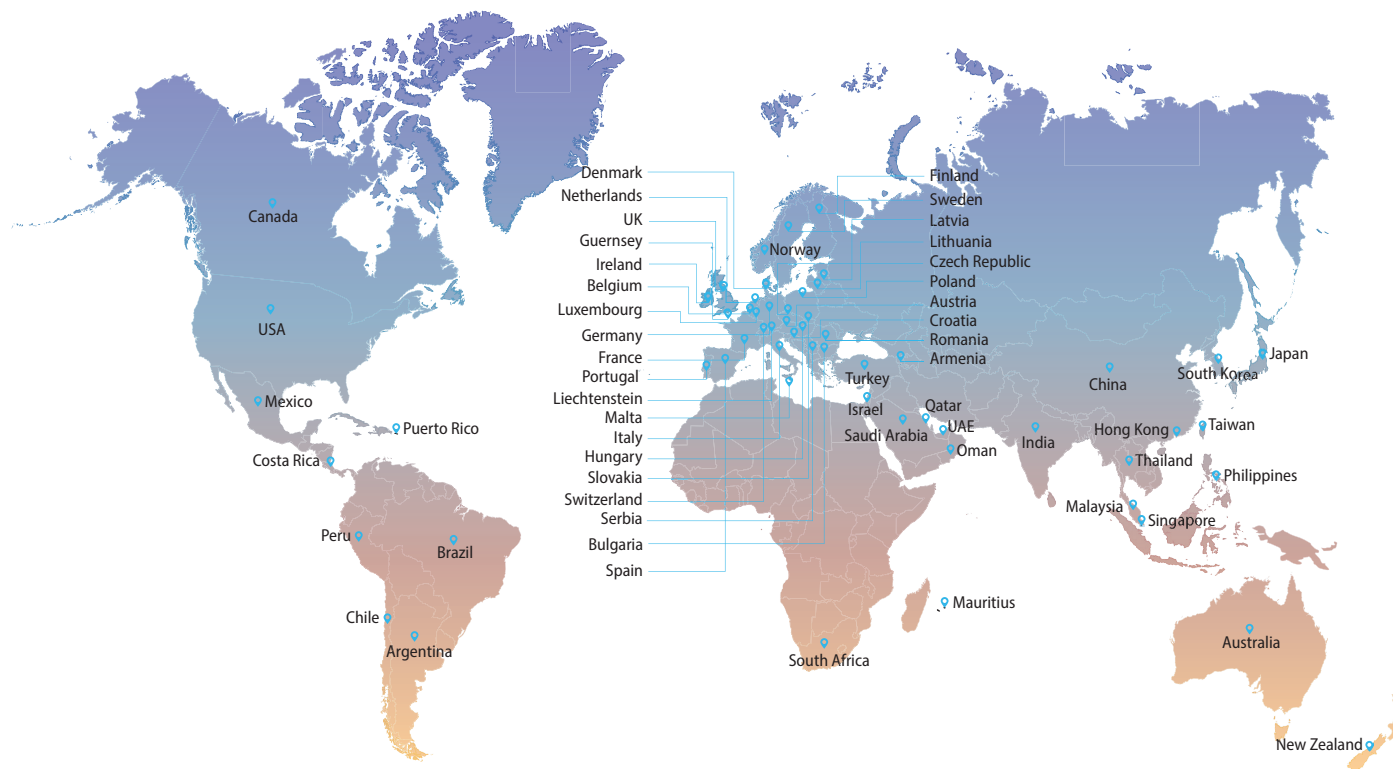 Canada
USA
Mexico
Puerto Rico
Costa Rica
Peru
Brazil
Chile
Argentina
Denmark
Netherlands
UK
Guernsey
Ireland
Belgium
Luxembourg
Germany
France
Portugal
Liechtenstein
Malta
Italy
Hungary
Slovakia
Switzerland
Serbia
Bulgaria
Spain
Norway
Finland
Sweden
Latvia
Lithuania
Czech Republic
Poland
Austria
Croatia
Romania
Armenia
Turkey
Israel
Qatar
Saudi Arabia
UAE
Oman
Mauritius
South Africa
China
India
Japan
South Korea
Taiwan
Hong Kong
Thailand
Philippines
Malaysia
Singapore
Australia
New Zealand